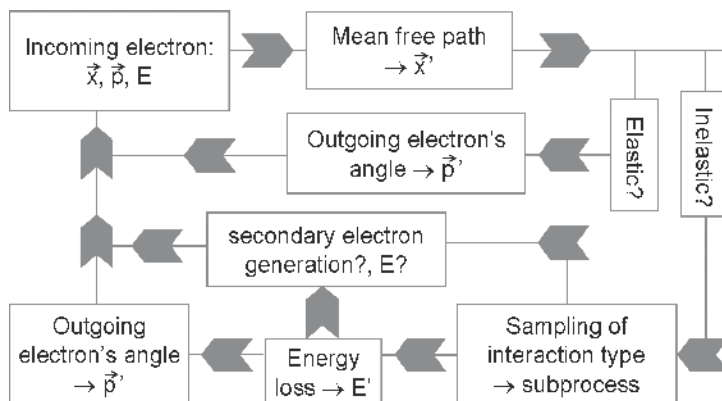 Incoming electron:
x⃗, p⃗, E
Mean free path
→ x⃗'
Elastic?
Inelastic?
Outgoing electron's
angle → p⃗'
secondary electron
generation?, E?
Outgoing
electron's angle
→ p⃗'
Energy
loss → E'
Sampling of
interaction type
→ subprocess